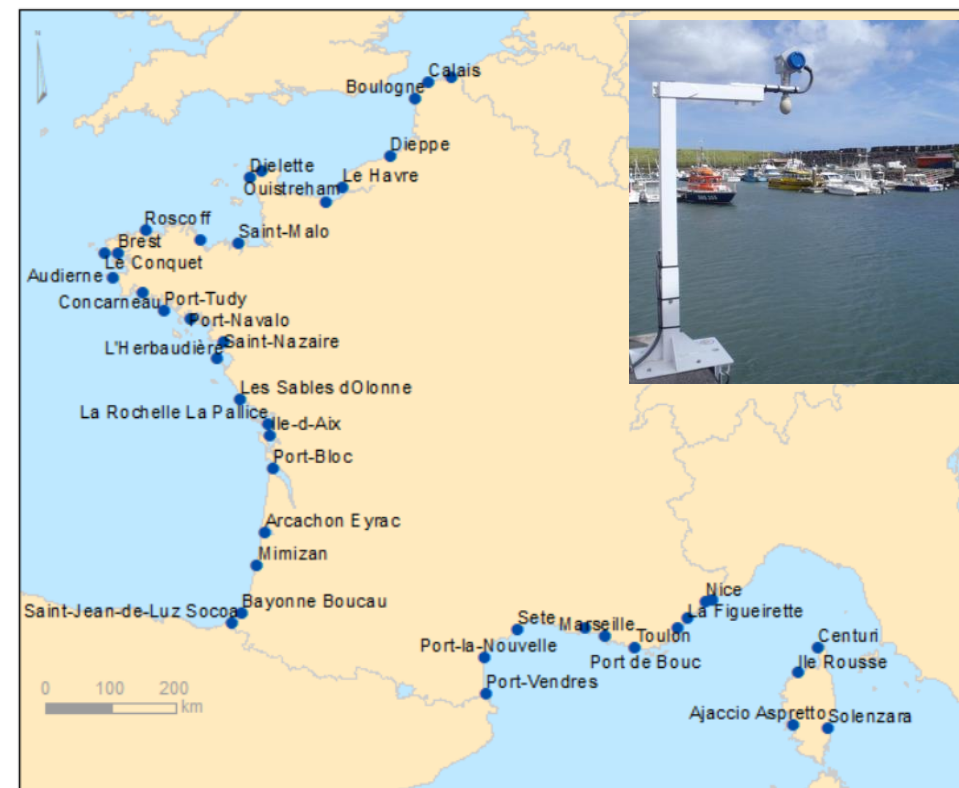 N
Calais
Boulogne
Dieppe
Dielette
Le Havre
Ouistreham
Roscoff
Saint-Malo
Brest
Le Conquet
Audierne
Concarneau
Port-Tudy
Port-Navalo
Saint-Nazaire
L'Herbaudière
Les Sables dOlonne
La Rochelle La Pallice
Ile-d-Aix
Port-Bloc
Arcachon Eyrac
Mimizan
Bayonne Boucau
Saint-Jean-de-Luz Socoa
Nice
La Figueirette
Sete
Marseille
Toulon
Port de Bouc
Port-la-Nouvelle
Port-Vendres
Centuri
Ile Rousse
Ajaccio Aspretto
Solenzara
0 100 200
km